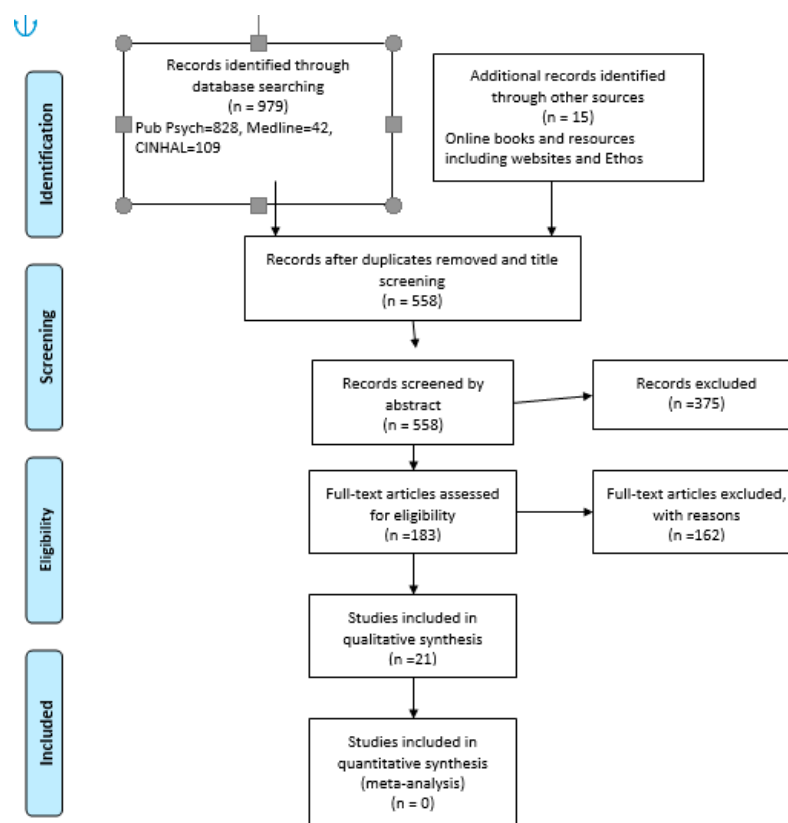 Identification
Records identified through
database searching
(n = 979)
Pub Psych=828, Medline=42,
CINHAL=109
Additional records identified
through other sources
(n = 15)
Online books and resources
including websites and Ethos
Records after duplicates removed and title
screening
(n = 558)
Screening
Records screened by
abstract
(n = 558)
Records excluded
(n =375)
Eligibility
Full-text articles assessed
for eligibility
(n =183)
Full-text articles excluded,
with reasons
(n =162)
Studies included in
qualitative synthesis
(n =21)
Included
Studies included in
quantitative synthesis
(meta-analysis)
(n = 0)